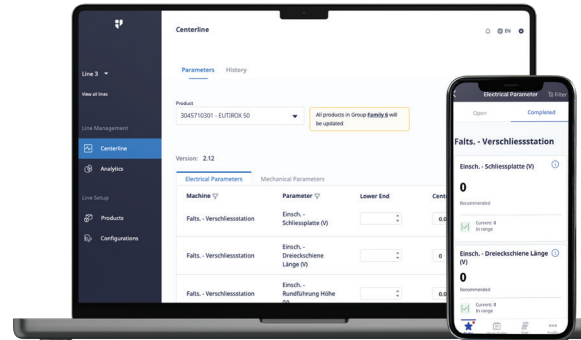 Centerline
EN
Line 3
View all lines
Parameters History
Product
3045710301 - EUTIROX 50
All products in Group Family 6 will
be updated
Line Management
Centerline
Analytics
Line Setup
Products
Configurations
Version: 2.12
Electrical Parameters Mechanical Parameters
Machine Parameter Lower End
Falts. - Verschliessstation
Einsch. -
Schliessplatte (V)
0.0
Falts. - Verschliessstation
Einsch. -
Dreieckschiene
Länge (V)
0
Falts. - Verschliessstation
Einsch. -
Rundführung Höhe
0.0
Electrical Parameter Filter
Open Completed
Falts. - Verschliessstation
Einsch. - Schliessplatte (V)
0
Recommended
Current: 0
In range
Einsch. - Dreieckschiene Länge
(V)
0
Recommended
Current: 0
In range